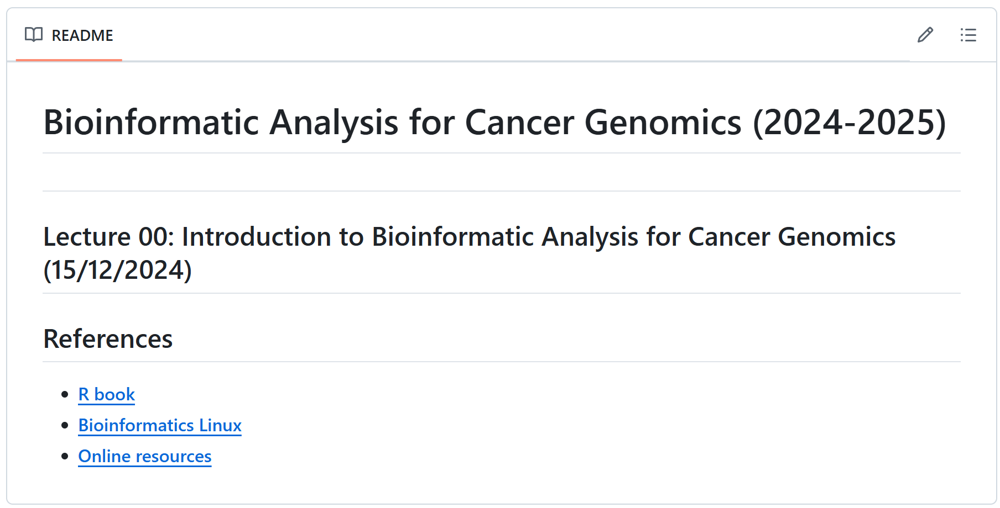 README
Bioinformatic Analysis for Cancer Genomics (2024-2025)
Lecture 00: Introduction to Bioinformatic Analysis for Cancer Genomics
(15/12/2024)
References
R book
Bioinformatics Linux
Online resources